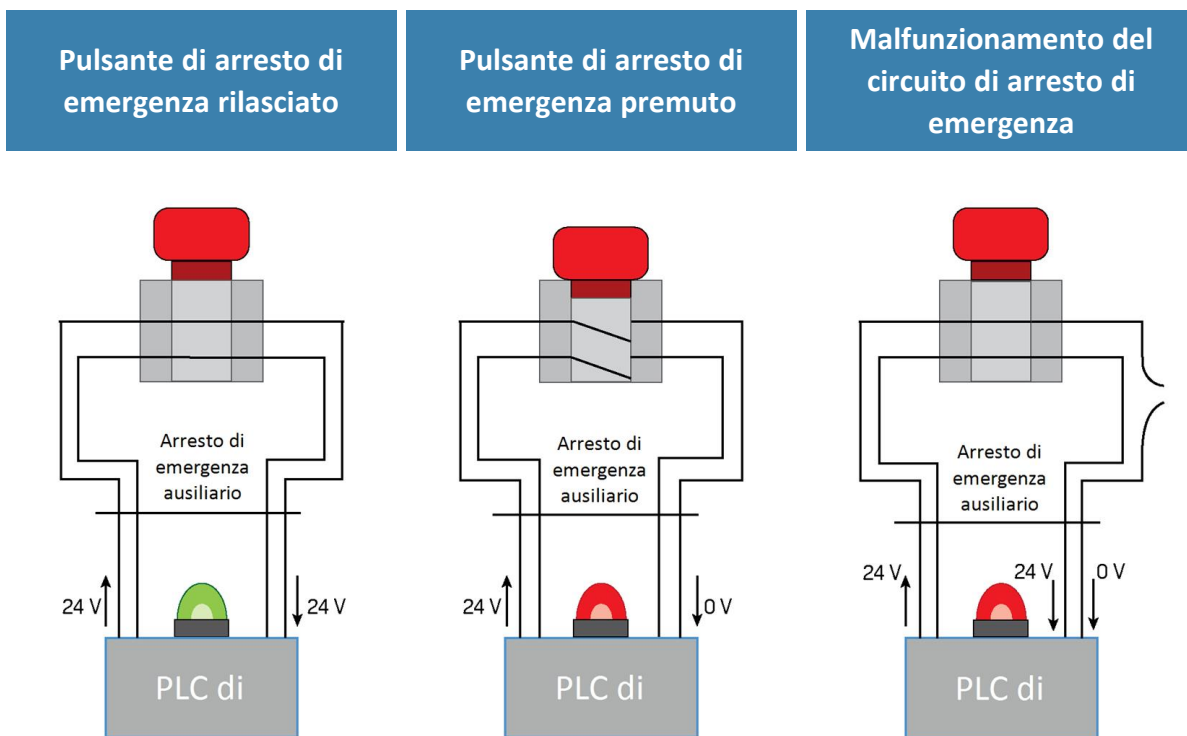 Pulsante di arresto di
emergenza rilasciato
Pulsante di arresto di
emergenza premuto
Malfunzionamento del
circuito di arresto di
emergenza
Arresto di
emergenza
ausiliario
24 V
24 V
PLC di
Arresto di
emergenza
ausiliario
24 V
0 V
PLC di
Arresto di
emergenza
ausiliario
24 V
24 V
0 V
PLC di